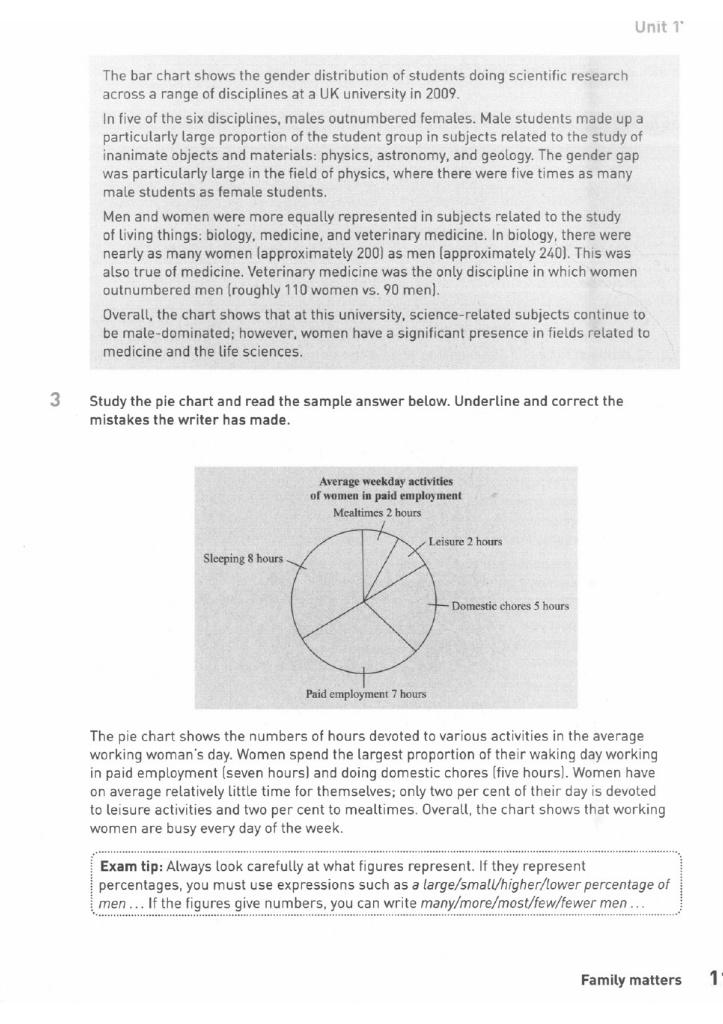 Unit 1
The bar chart shows the gender distribution of students doing scientific research
across a range of disciplines at a UK university in 2009.
In five of the six disciplines, males outnumbered females. Male students made up a
particularly large proportion of the student group in subjects related to the study of
inanimate objects and materials: physics, astronomy, and geology. The gender gap
was particularly large in the field of physics, where there were five times as many
male students as female students.
Men and women were more equally represented in subjects related to the study
of living things: biology, medicine, and veterinary medicine. In biology, there were
nearly as many women (approximately 200) as men (approximately 240). This was
also true of medicine. Veterinary medicine was the only discipline in which women
outnumbered men (roughly 110 women vs. 90 men).
Overall, the chart shows that at this university, science-related subjects continue to
be male-dominated; however, women have a significant presence in fields related to
medicine and the life sciences.
3 Study the pie chart and read the sample answer below. Underline and correct the
mistakes the writer has made.
Average weekday activities
of women in paid employment
Mealtimes 2 hours
Leisure 2 hours
Sleeping 8 hours
Domestic chores 5 hours
Paid employment 7 hours
The pie chart shows the numbers of hours devoted to various activities in the average
working woman's day. Women spend the largest proportion of their waking day working
in paid employment (seven hours) and doing domestic chores (five hours). Women have
on average relatively little time for themselves; only two per cent of their day is devoted
to leisure activities and two per cent to mealtimes. Overall, the chart shows that working
women are busy every day of the week.
Exam tip: Always look carefully at what figures represent. If they represent
percentages, you must use expressions such as a large/small/higher/lower percentage of
men ... If the figures give numbers, you can write many/more/most/few/fewer men ...
Family matters